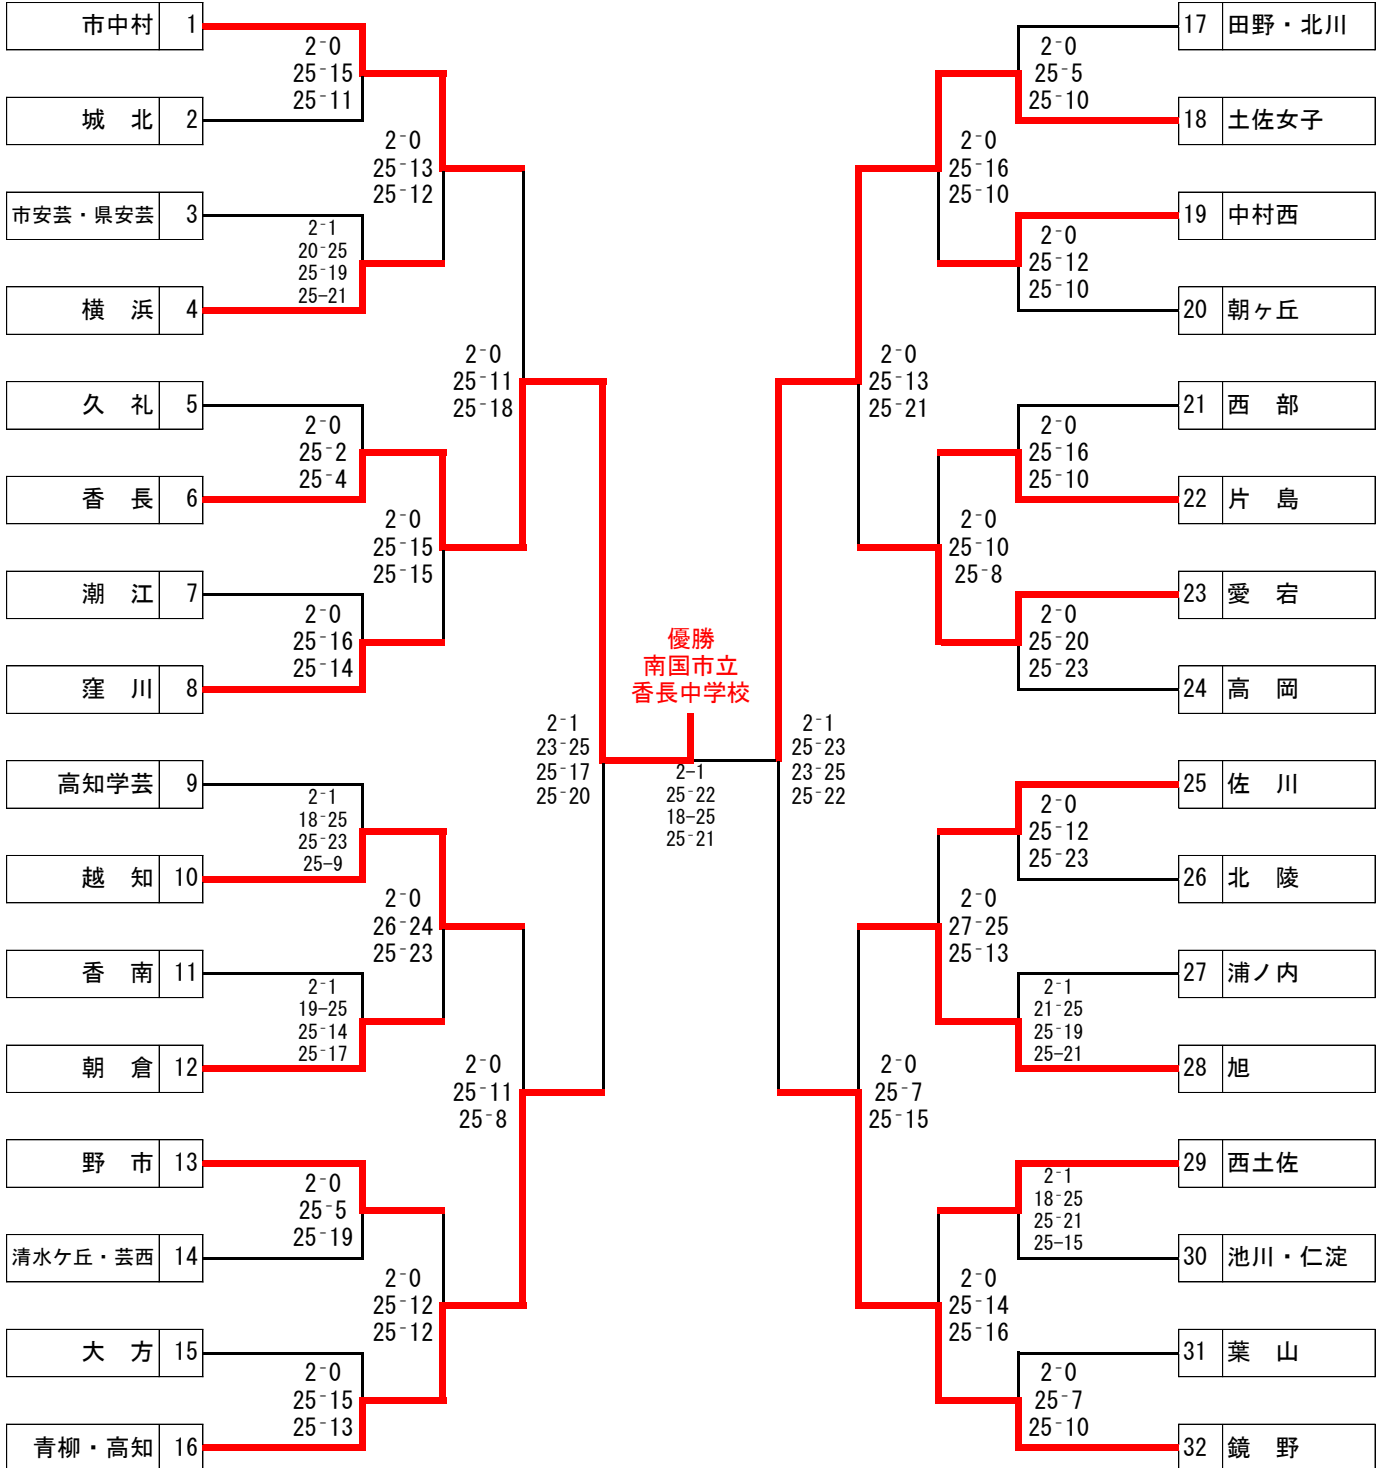 市中村 1
2-0
25-15
25-11
城 北 2
2-0
25-13
25-12
市安芸・県安芸 3
2-1
20-25
25-19
25-21
横 浜 4
2-0
25-11
25-18
久 礼 5
2-0
25-2
25-4
香 長 6
2-0
25-15
25-15
潮 江 7
2-0
25-16
25-14
窪 川 8
2-1
23-25
25-17
25-20
高知学芸 9
2-1
18-25
25-23
25-9
越 知 10
2-0
26-24
25-23
香 南 11
2-1
19-25
25-14
25-17
朝 倉 12
2-0
25-11
25-8
野 市 13
2-0
25-5
25-19
清水ケ丘・芸西 14
2-0
25-12
25-12
大 方 15
2-0
25-15
25-13
青柳・高知 16
優勝
南国市立
香長中学校
2-1
25-22
18-25
25-21
17 田野・北川
2-0
25-5
25-10
18 土佐女子
2-0
25-16
25-10
19 中村西
2-0
25-12
25-10
20 朝ヶ丘
2-0
25-13
25-21
21 西 部
2-0
25-16
25-10
22 片 島
2-0
25-10
25-8
23 愛 宕
2-0
25-20
25-23
24 高 岡
2-1
25-23
23-25
25-22
25 佐 川
2-0
25-12
25-23
26 北 陵
2-0
27-25
25-13
27 浦ノ内
2-1
21-25
25-19
25-21
28 旭
2-0
25-7
25-15
29 西土佐
2-1
18-25
25-21
25-15
30 池川・仁淀
2-0
25-14
25-16
31 葉 山
2-0
25-7
25-10
32 鏡 野